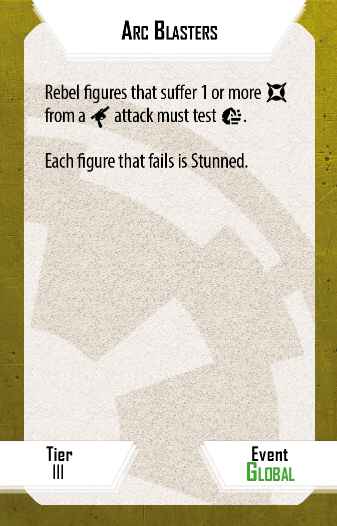 Arc Blasters
Rebel figures that suffer 1 or more
from a attack must test .
Each figure that fails is Stunned.
Tier
III
Event
Global